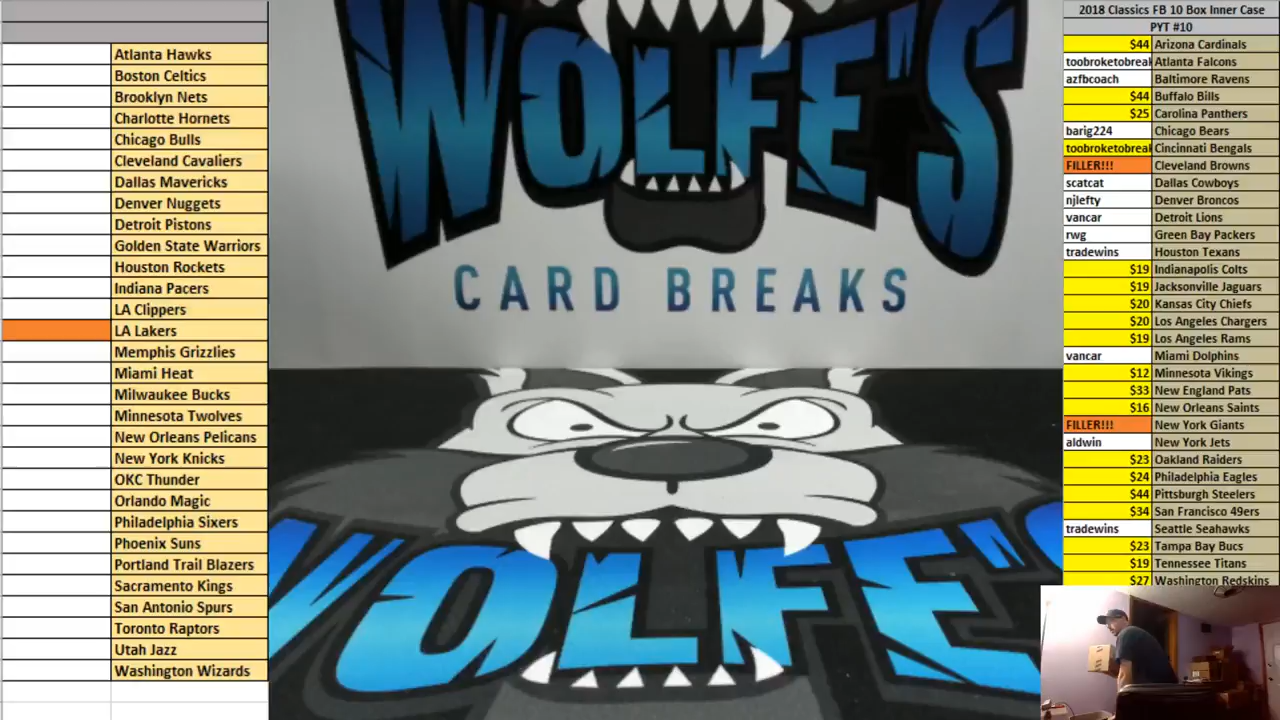 Atlanta Hawks
Boston Celtics
Brooklyn Nets
Charlotte Hornets
Chicago Bulls
Cleveland Cavaliers
Dallas Mavericks
Denver Nuggets
Detroit Pistons
Golden State Warriors
Houston Rockets
Indiana Pacers
LA Clippers
LA Lakers
Memphis Grizzlies
Miami Heat
Milwaukee Bucks
Minnesota Twolves
New Orleans Pelicans
New York Knicks
OKC Thunder
Orlando Magic
Philadelphia Sixers
Phoenix Suns
Portland Trail Blazers
Sacramento Kings
San Antonio Spurs
Toronto Raptors
Utah Jazz
Washington Wizards
WOLFE'S
CARD BREAKS
WOLFE'S
2018 Classics FB 10 Box Inner Case
PYT #10
$44 Arizona Cardinals
toobroketobreak Atlanta Falcons
azfbcoach Baltimore Ravens
$44 Buffalo Bills
$25 Carolina Panthers
barig224 Chicago Bears
toobroketobreak Cincinnati Bengals
FILLER!!! Cleveland Browns
scatcat Dallas Cowboys
njlefty Denver Broncos
vancar Detroit Lions
rwg Green Bay Packers
tradewins Houston Texans
$19 Indianapolis Colts
$19 Jacksonville Jaguars
$20 Kansas City Chiefs
$20 Los Angeles Chargers
$19 Los Angeles Rams
vancar Miami Dolphins
$12 Minnesota Vikings
$33 New England Pats
$16 New Orleans Saints
FILLER!!! New York Giants
aldwin New York Jets
$23 Oakland Raiders
$24 Philadelphia Eagles
$44 Pittsburgh Steelers
$34 San Francisco 49ers
tradewins Seattle Seahawks
$23 Tampa Bay Bucs
$19 Tennessee Titans
$27 Washington Redskins